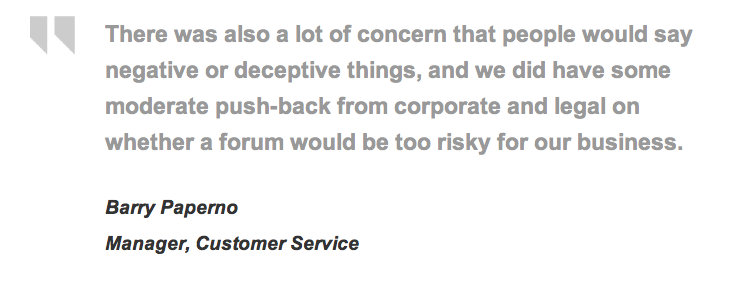 There was also a lot of concern that people would say
negative or deceptive things, and we did have some
moderate push-back from corporate and legal on
whether a forum would be too risky for our business.
Barry Paperno
Manager, Customer Service